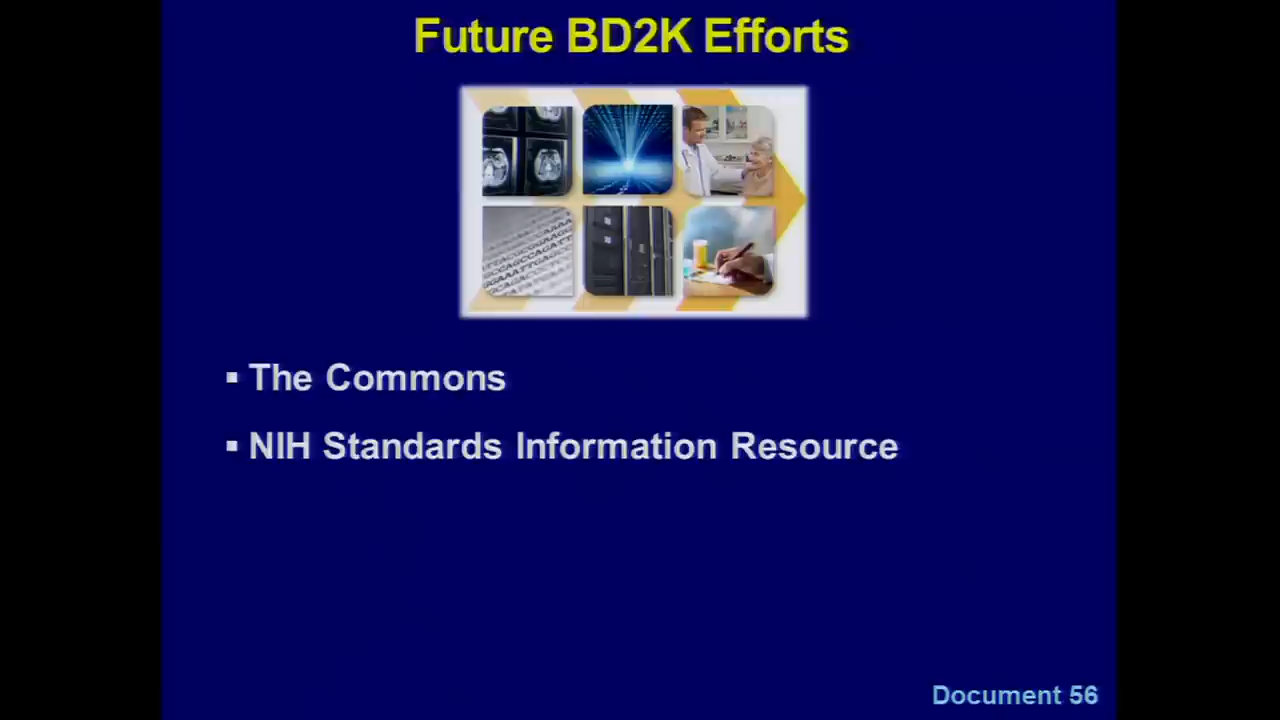 Future BD2K Efforts
▪ The Commons
▪ NIH Standards Information Resource
Document 56